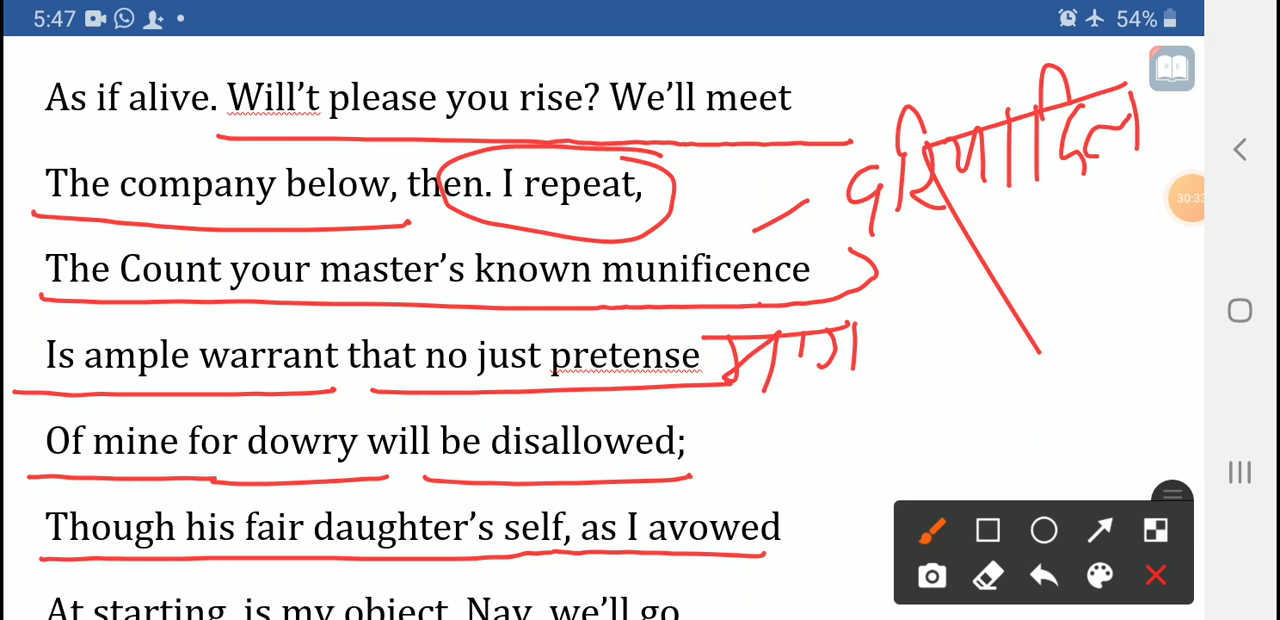 5:47
54%
As if alive. Will't please you rise? We'll meet
The company below, then. I repeat,
The Count your master's known munificence
Is ample warrant that no just pretense
मांग
Of mine for dowry will be disallowed;
Though his fair daughter's self, as I avowed
At starting, is my object. Nay, we'll go
30:33